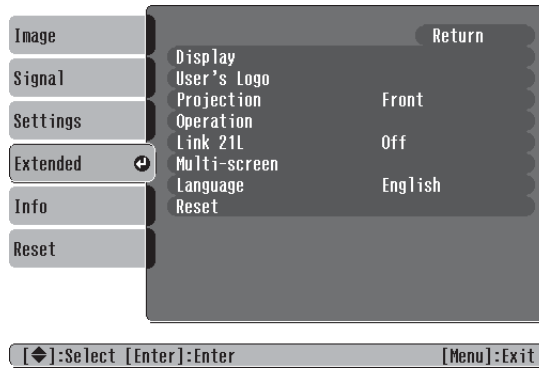 Image
Signal
Settings
Extended
Info
Reset
Return
Display
User's Logo
Projection Front
Operation
Link 21L Off
Multi-screen
Language English
Reset
[◆]:Select [Enter]:Enter [Menu]:Exit